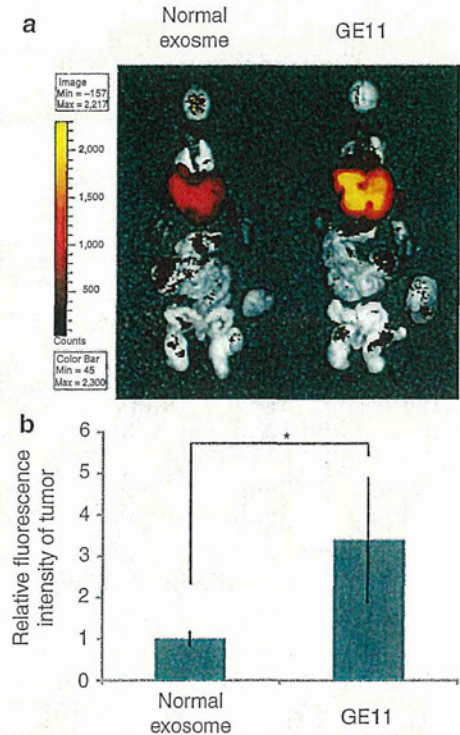 a
Normal
exosme
GE11
Image
Min = −157
Max = 2,217
2,000
1,500
1,000
500
Counts
Color Bar
Min = 45
Max = 2,300
b
Relative fluorescence
intensity of tumor
6
5
4
3
2
1
0
*
Normal
exosome
GE11